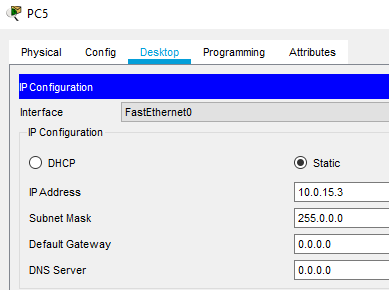 PC5
Physical Config Desktop Programming Attributes
IP Configuration
Interface FastEthernet0
IP Configuration
DHCP Static
IP Address 10.0.15.3
Subnet Mask 255.0.0.0
Default Gateway 0.0.0.0
DNS Server 0.0.0.0